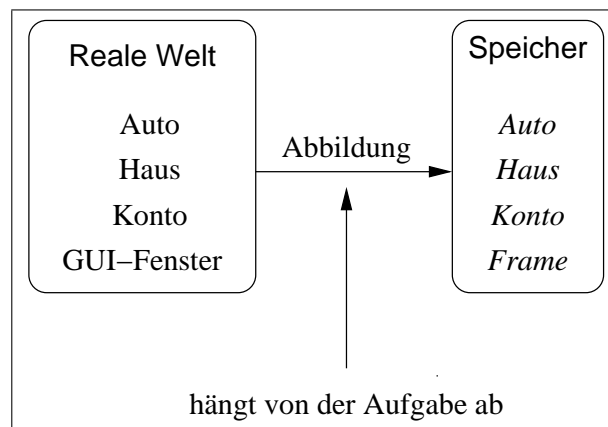 Reale Welt
Auto
Haus
Konto
GUI–Fenster
Abbildung
Speicher
Auto
Haus
Konto
Frame
hängt von der Aufgabe ab